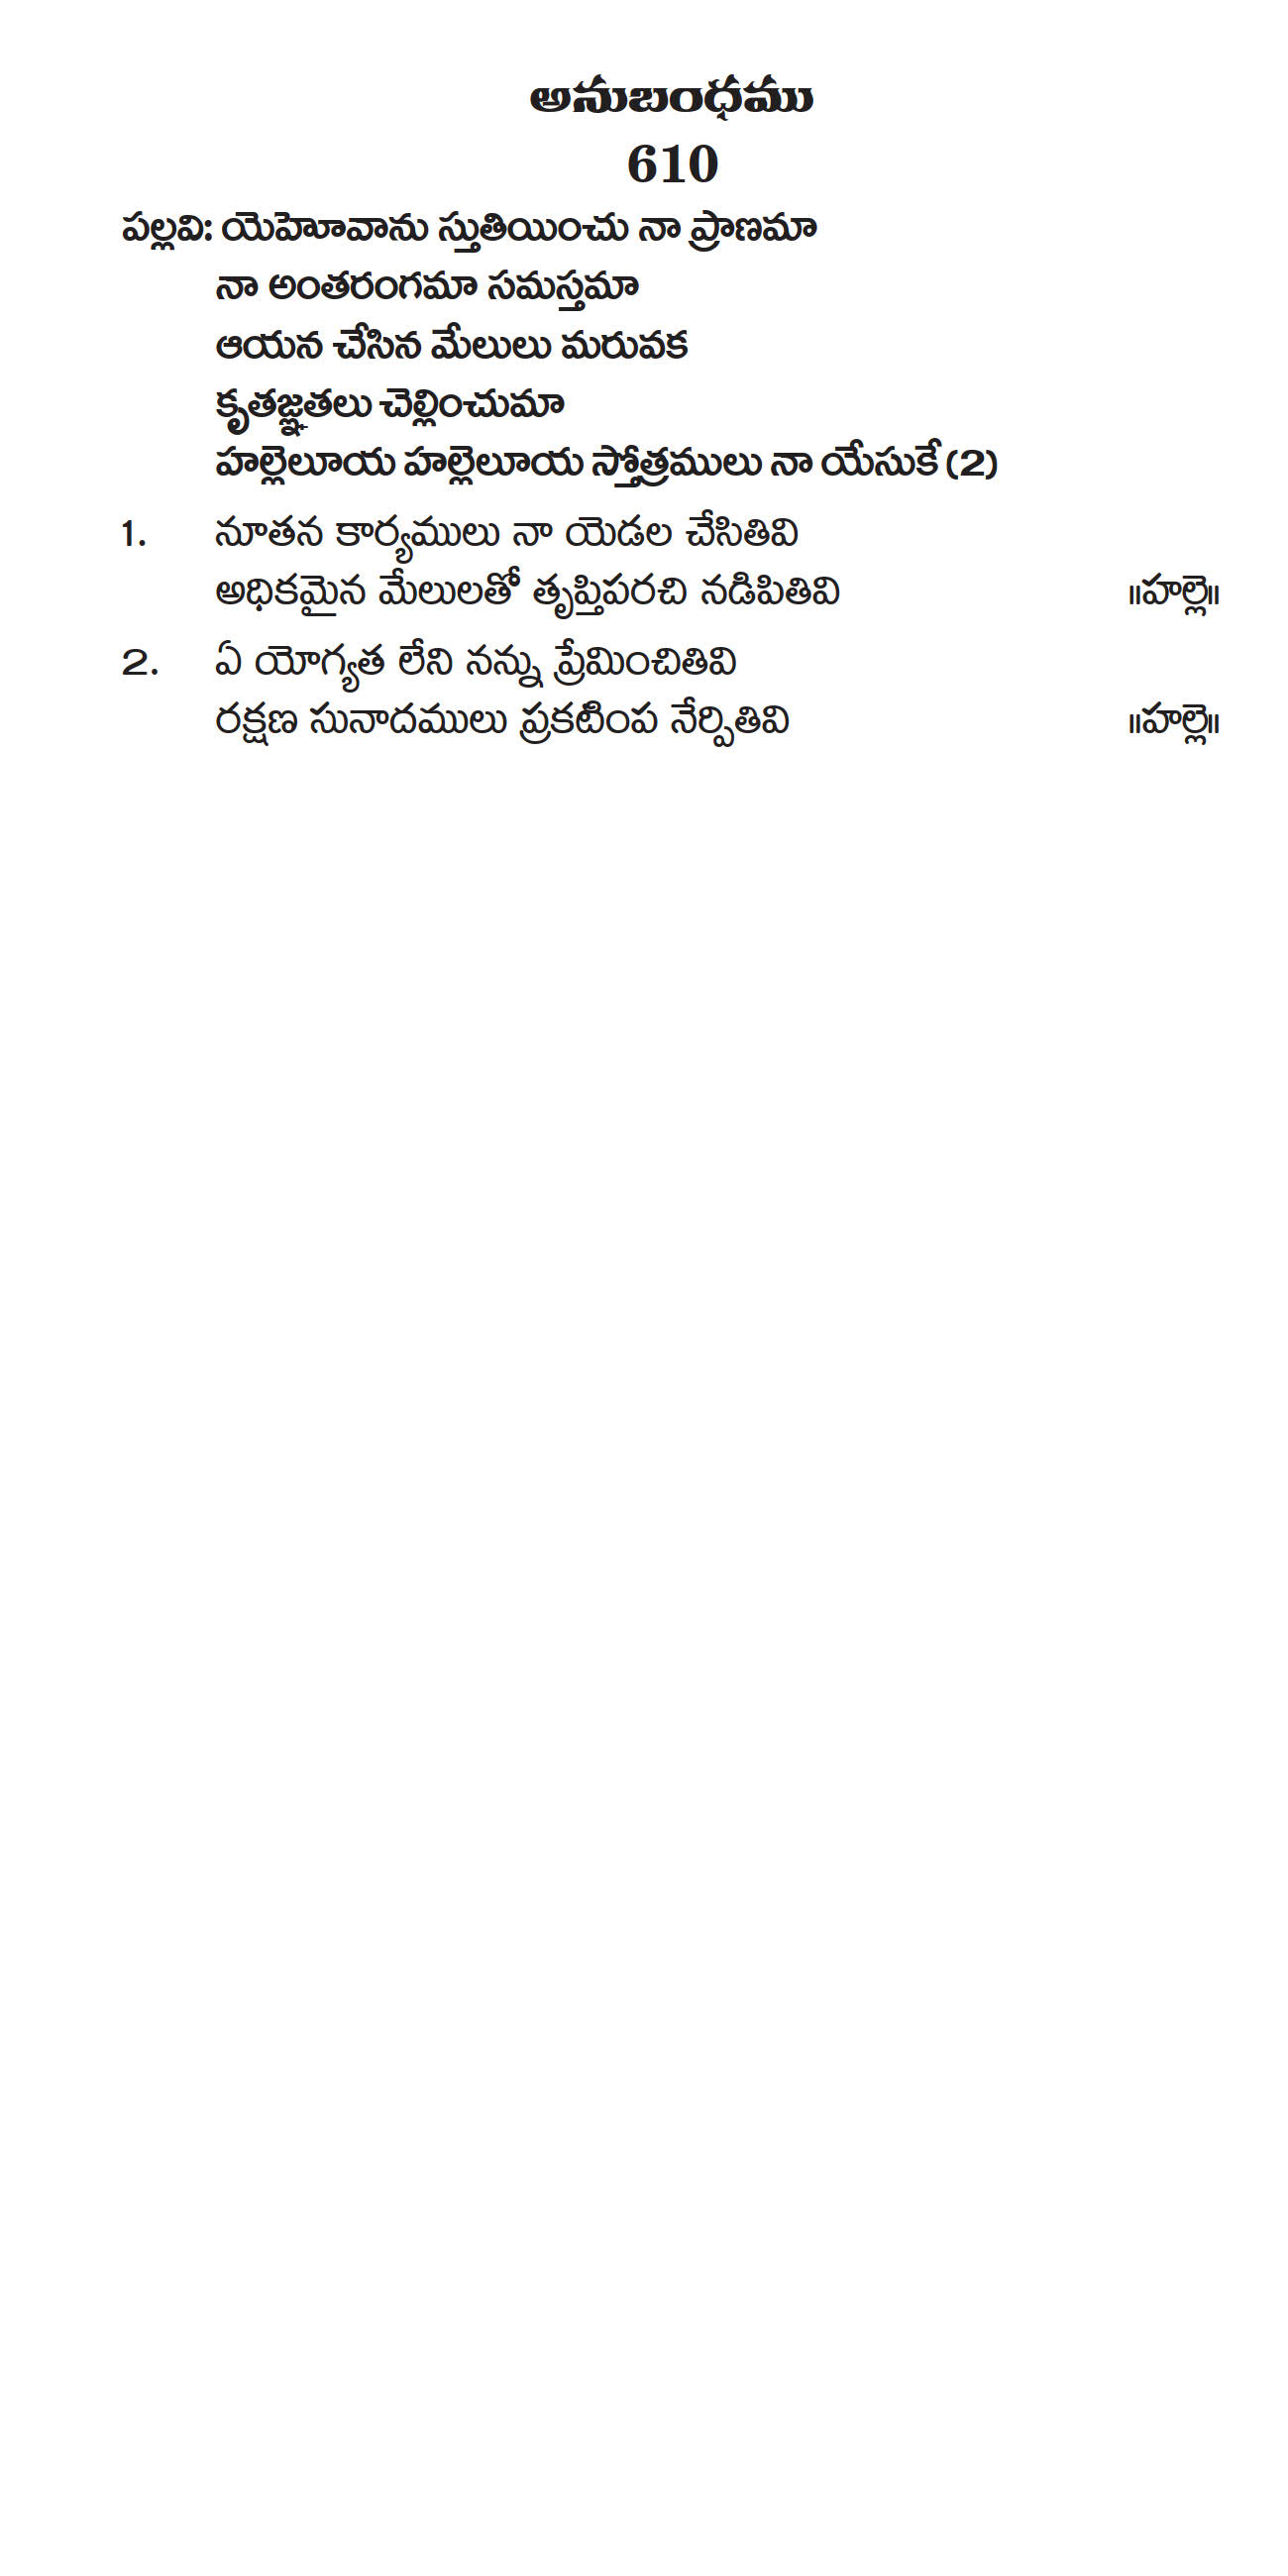 అనుబంధము
610
పల్లవి: యెహోవాను స్తుతియించు నా ప్రాణమా
నా అంతరంగమా సమస్తమా
ఆయన చేసిన మేలులు మరువక
కృతజ్ఞతలు చెల్లించుమా
హల్లెలూయ హల్లెలూయ స్తోత్రములు నా యేసుకే (2)
1. నూతన కార్యములు నా యెడల చేసితివి
అధికమైన మేలులతో తృప్తిపరచి నడిపితివి ॥హల్లె॥
2. ఏ యోగ్యత లేని నన్ను ప్రేమించితివి
రక్షణ సునాదములు ప్రకటింప నేర్పితివి ॥హల్లె॥